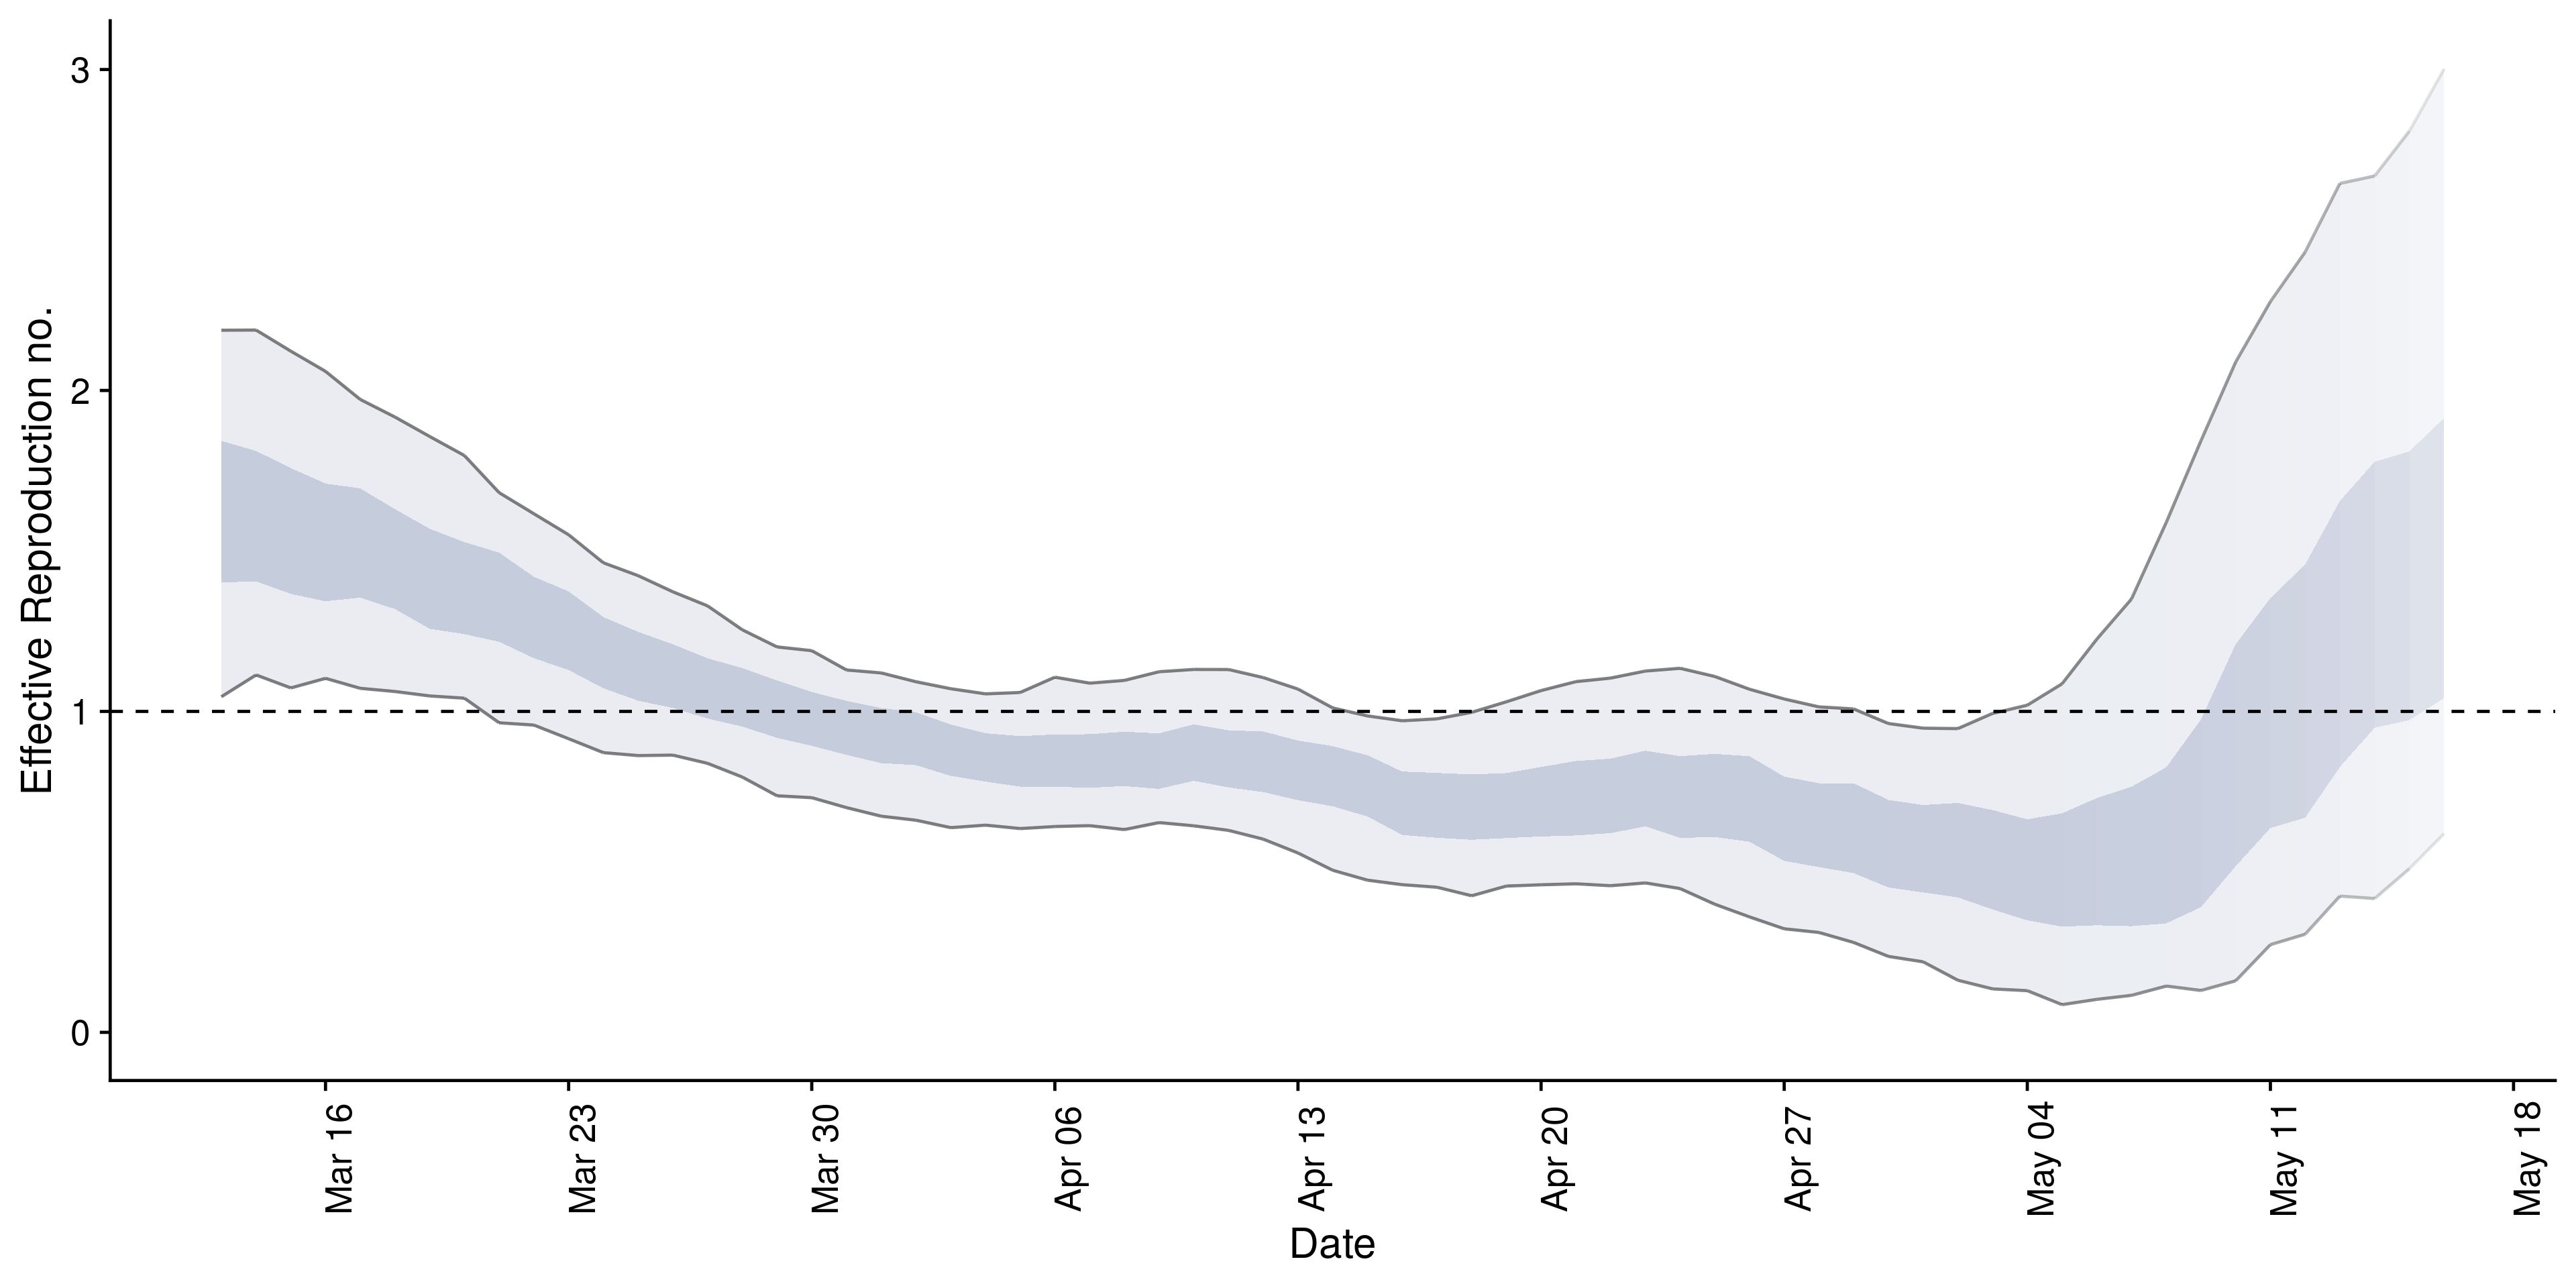 Effective Reproduction no.
3
2
1
0
Mar 16
Mar 23
Mar 30
Apr 06
Apr 13
Apr 20
Apr 27
May 04
May 11
May 18
Date